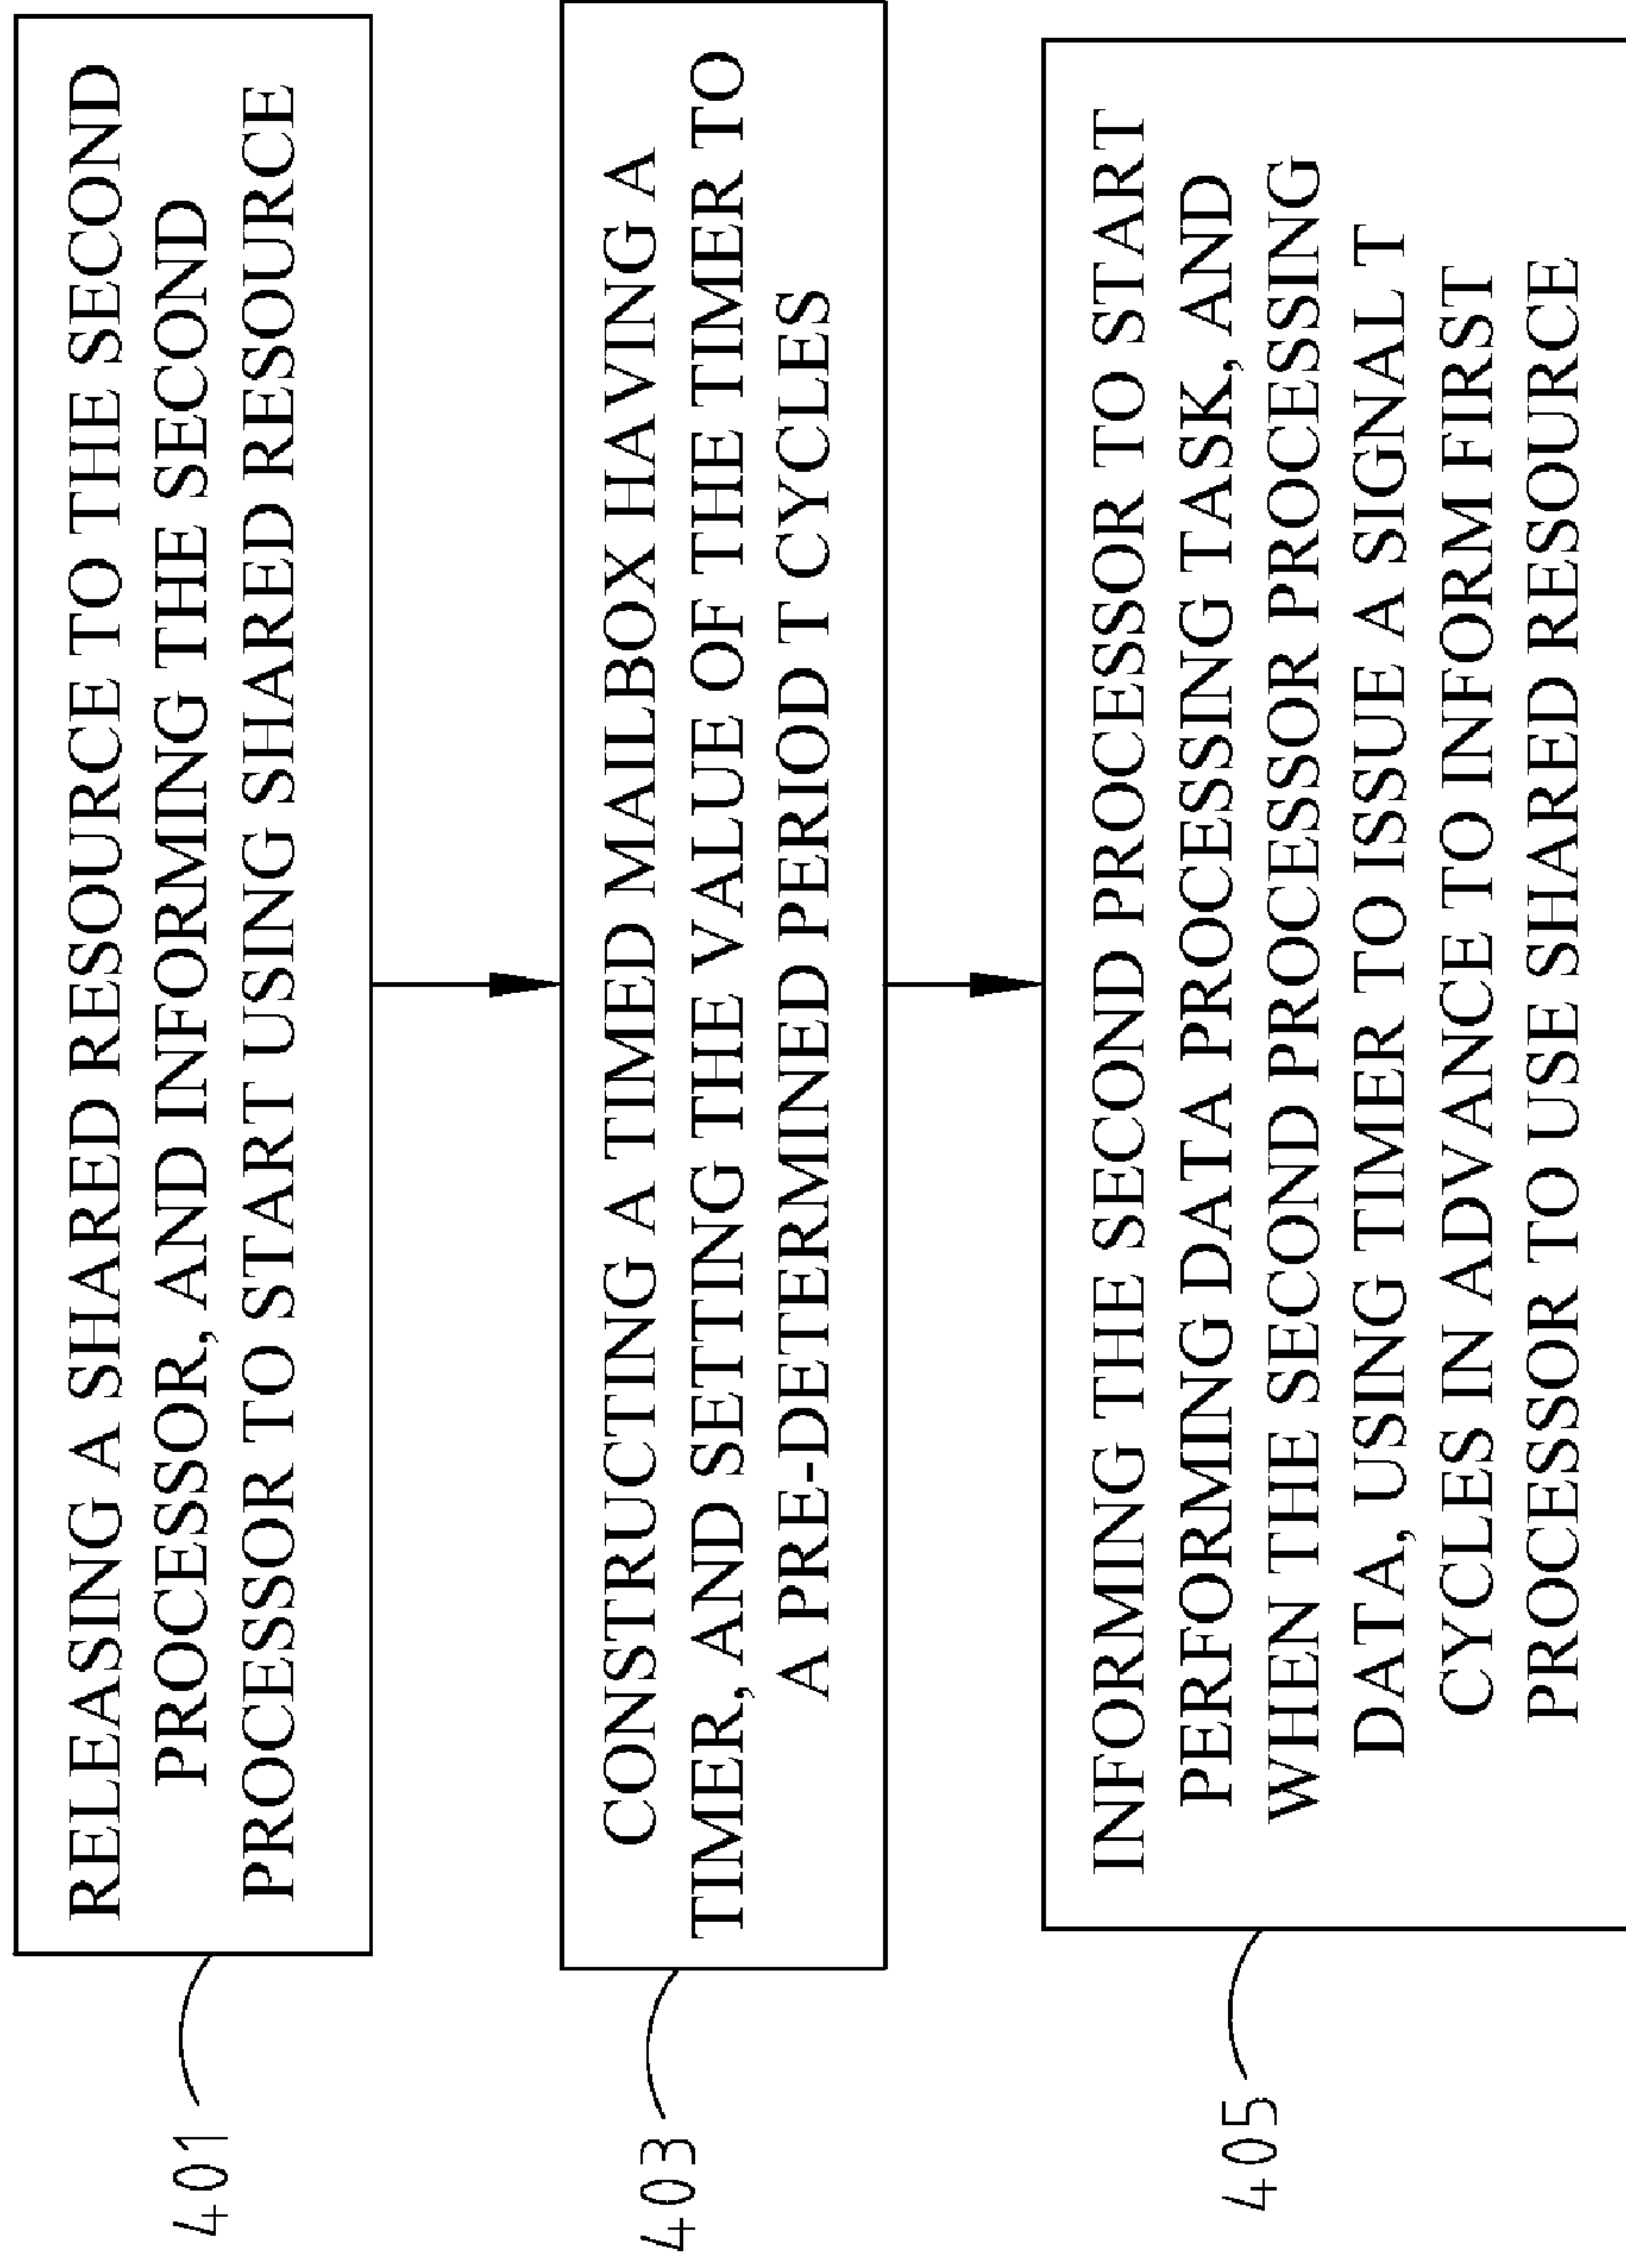 RELEASING A SHARED RESOURCE TO THE SECOND
PROCESSOR, AND INFORMING THE SECOND
PROCESSOR TO START USING SHARED RESOURCE
401
CONSTRUCTING A TIMED MAILBOX HAVING A
TIMER, AND SETTING THE VALUE OF THE TIMER TO
A PRE-DETERMINED PERIOD T CYCLES
403
INFORMING THE SECOND PROCESSOR TO START
PERFORMING DATA PROCESSING TASK, AND
WHEN THE SECOND PROCESSOR PROCESSING
DATA, USING TIMER TO ISSUE A SIGNAL T
CYCLES IN ADVANCE TO INFORM FIRST
PROCESSOR TO USE SHARED RESOURCE
405